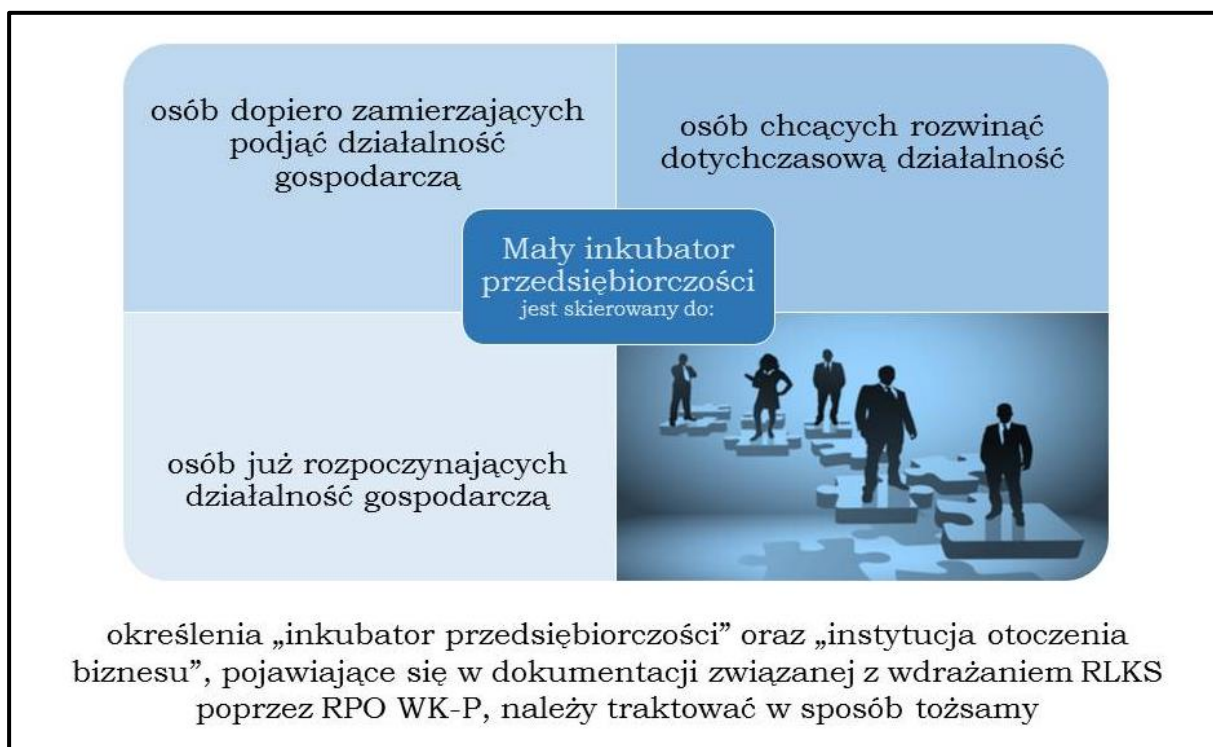 osób dopiero zamierzających
podjąć działalność
gospodarczą
osób chcących rozwinąć
dotychczasową działalność
Mały inkubator
przedsiębiorczości
jest skierowany do:
osób już rozpoczynających
działalność gospodarczą
określenia „inkubator przedsiębiorczości” oraz „instytucja otoczenia
biznesu”, pojawiające się w dokumentacji związanej z wdrażaniem RLKS
poprzez RPO WK-P, należy traktować w sposób tożsamy